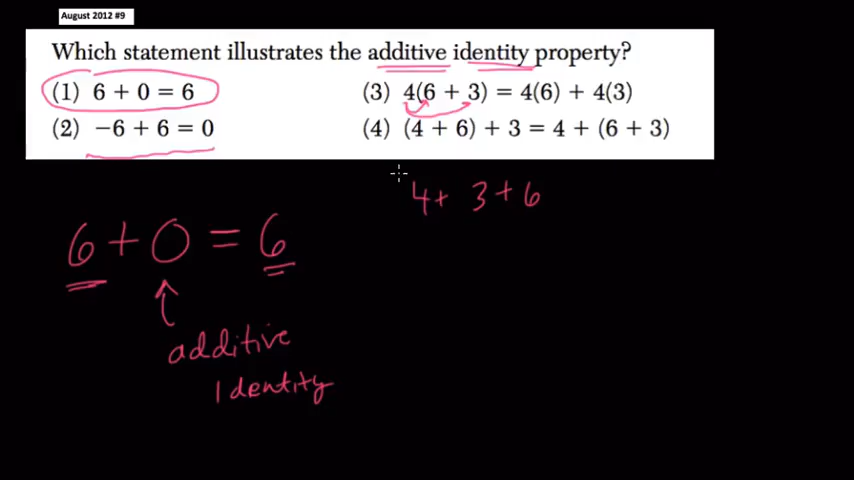 August 2012 #9
Which statement illustrates the additive identity property?
(1) 6 + 0 = 6
(2) −6 + 6 = 0
(3) 4(6 + 3) = 4(6) + 4(3)
(4) (4 + 6) + 3 = 4 + (6 + 3)
4 + 3 + 6
6 + 0 = 6
additive
Identity